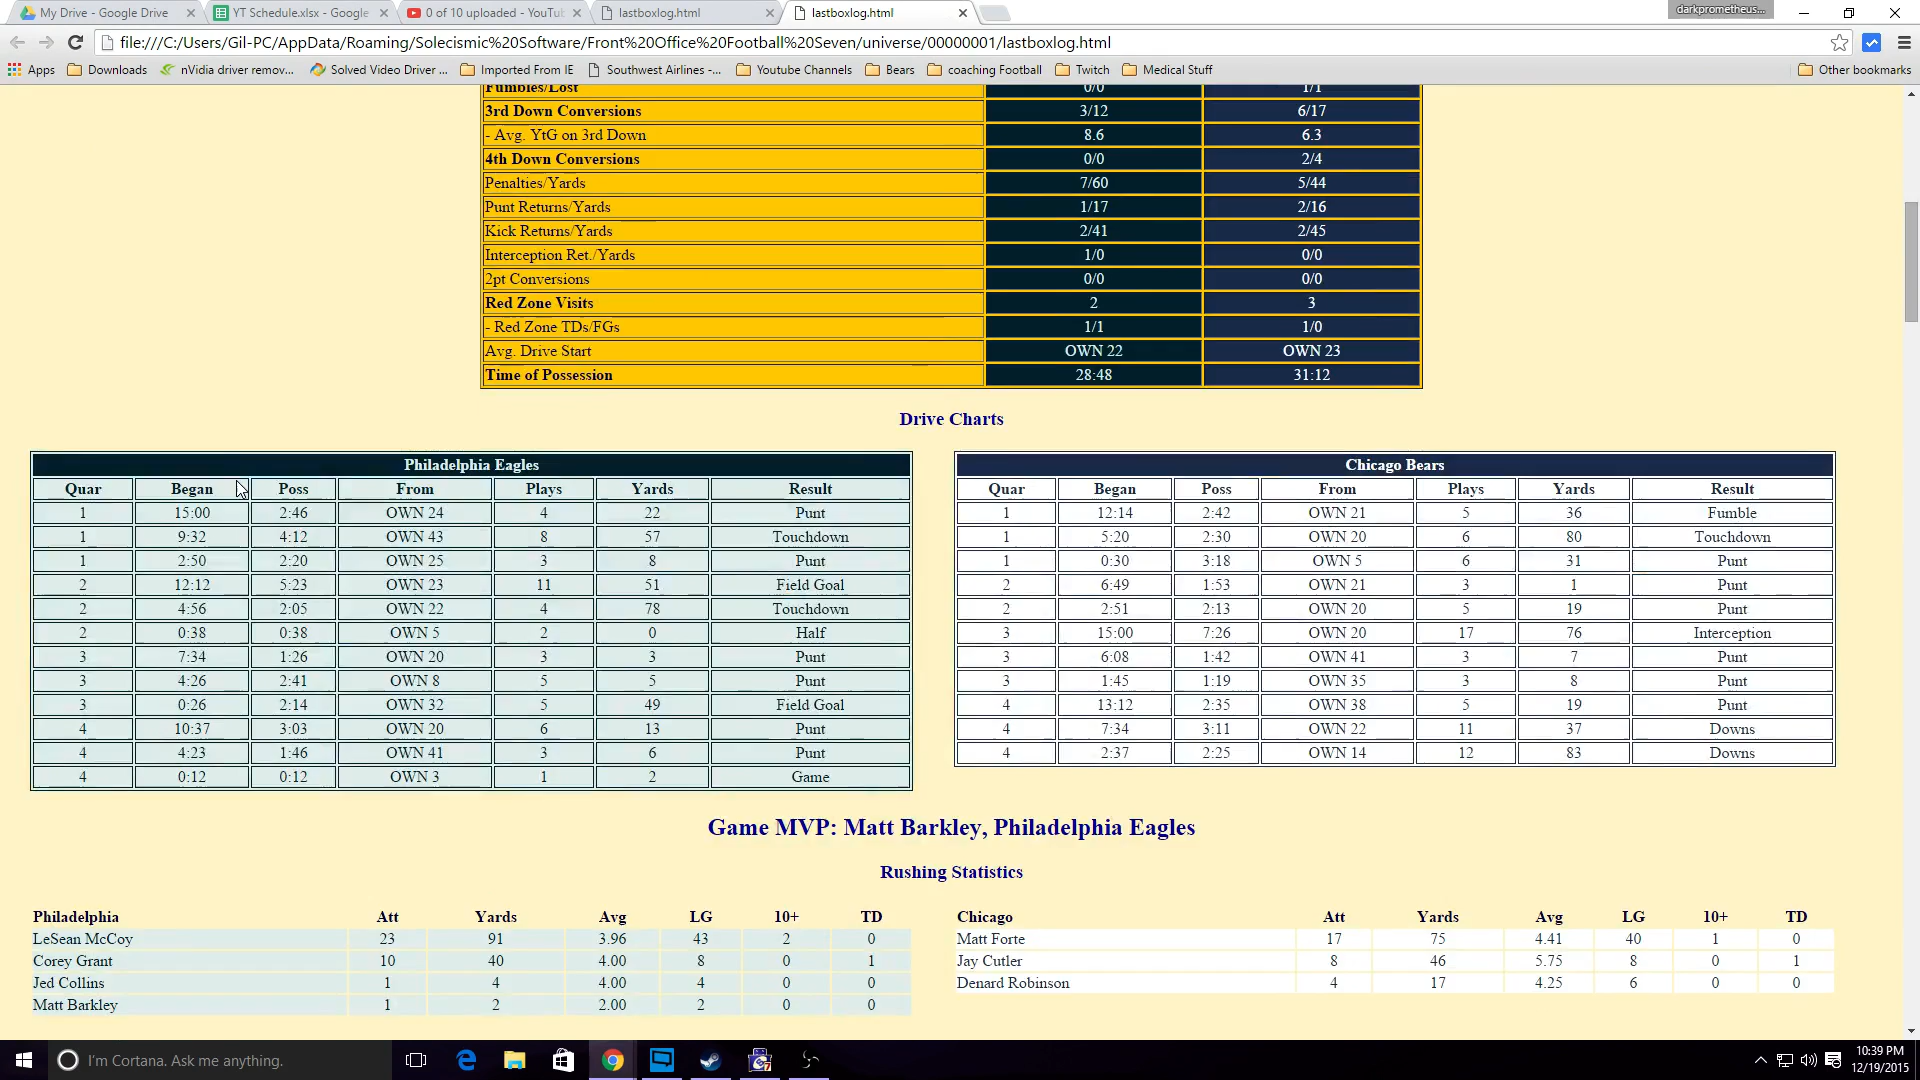 My Drive - Google Drive
YT Schedule.xlsx - Google
0 of 10 uploaded - YouTu
lastboxlog.html
lastboxlog.html
darkprometheus...
file:///C:/Users/Gil-PC/AppData/Roaming/Solecismic%20Software/Front%20Office%20Football%20Seven/universe/00000001/lastboxlog.html
Apps Downloads nVidia driver remov... Solved Video Driver ... Imported From IE Southwest Airlines -... Youtube Channels Bears coaching Football Twitch Medical Stuff Other bookmarks
Fumbles/Lost 0/0 1/1
3rd Down Conversions 3/12 6/17
- Avg. YtG on 3rd Down 8.6 6.3
4th Down Conversions 0/0 2/4
Penalties/Yards 7/60 5/44
Punt Returns/Yards 1/17 2/16
Kick Returns/Yards 2/41 2/45
Interception Ret./Yards 1/0 0/0
2pt Conversions 0/0 0/0
Red Zone Visits 2 3
- Red Zone TDs/FGs 1/1 1/0
Avg. Drive Start OWN 22 OWN 23
Time of Possession 28:48 31:12
Drive Charts
Philadelphia Eagles
Quar Began Poss From Plays Yards Result
1 15:00 2:46 OWN 24 4 22 Punt
1 9:32 4:12 OWN 43 8 57 Touchdown
1 2:50 2:20 OWN 25 3 8 Punt
2 12:12 5:23 OWN 23 11 51 Field Goal
2 4:56 2:05 OWN 22 4 78 Touchdown
2 0:38 0:38 OWN 5 2 0 Half
3 7:34 1:26 OWN 20 3 3 Punt
3 4:26 2:41 OWN 8 5 5 Punt
3 0:26 2:14 OWN 32 5 49 Field Goal
4 10:37 3:03 OWN 20 6 13 Punt
4 4:23 1:46 OWN 41 3 6 Punt
4 0:12 0:12 OWN 3 1 2 Game
Chicago Bears
Quar Began Poss From Plays Yards Result
1 12:14 2:42 OWN 21 5 36 Fumble
1 5:20 2:30 OWN 20 6 80 Touchdown
1 0:30 3:18 OWN 5 6 31 Punt
2 6:49 1:53 OWN 21 3 1 Punt
2 2:51 2:13 OWN 20 5 19 Punt
3 15:00 7:26 OWN 20 17 76 Interception
3 6:08 1:42 OWN 41 3 7 Punt
3 1:45 1:19 OWN 35 3 8 Punt
4 13:12 2:35 OWN 38 5 19 Punt
4 7:34 3:11 OWN 22 11 37 Downs
4 2:37 2:25 OWN 14 12 83 Downs
Game MVP: Matt Barkley, Philadelphia Eagles
Rushing Statistics
Philadelphia Att Yards Avg LG 10+ TD
LeSean McCoy 23 91 3.96 43 2 0
Corey Grant 10 40 4.00 8 0 1
Jed Collins 1 4 4.00 4 0 0
Matt Barkley 1 2 2.00 2 0 0
Chicago Att Yards Avg LG 10+ TD
Matt Forte 17 75 4.41 40 1 0
Jay Cutler 8 46 5.75 8 0 1
Denard Robinson 4 17 4.25 6 0 0
I'm Cortana. Ask me anything.
10:39 PM
12/19/2015